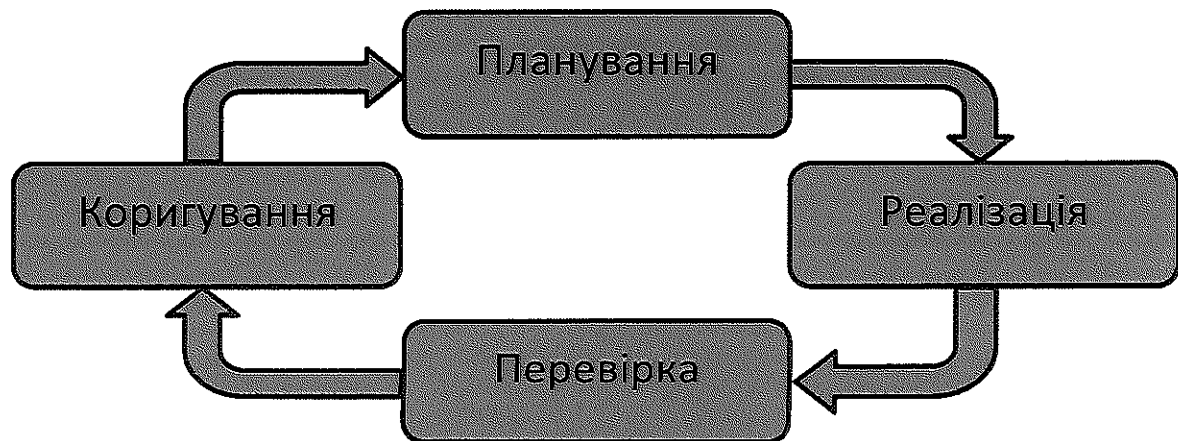 Планування
Коригування
Реалізація
Перевірка